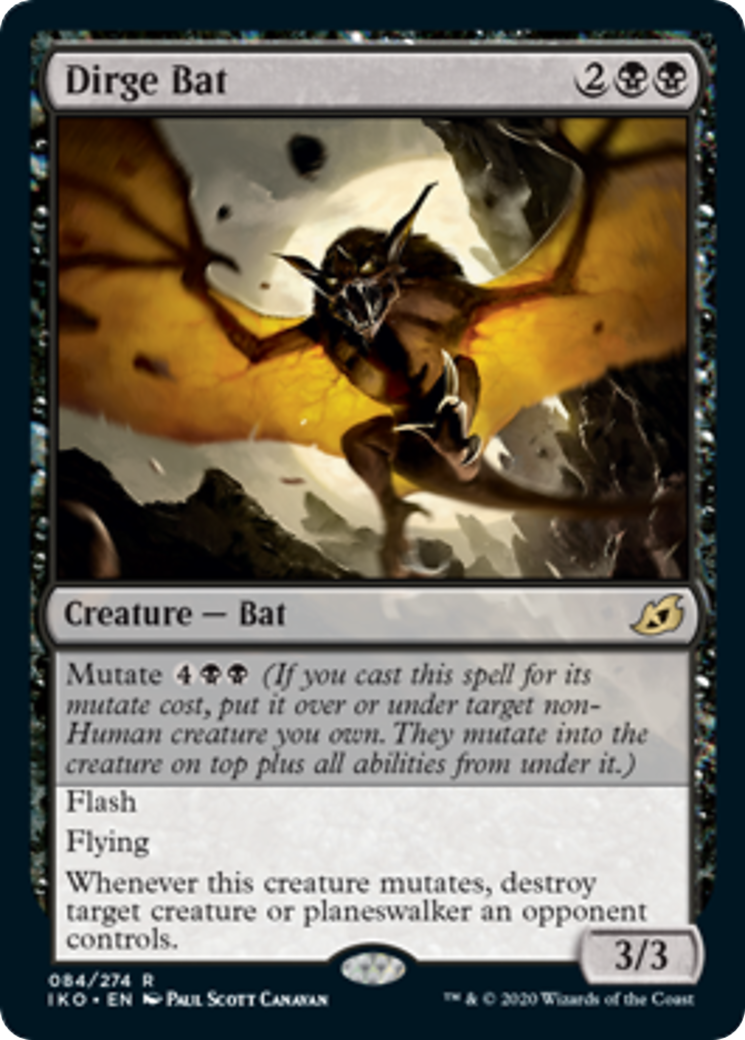 Dirge Bat 2
Creature — Bat
Mutate 4 (If you cast this spell for its
mutate cost, put it over or under target non-
Human creature you own. They mutate into the
creature on top plus all abilities from under it.)
Flash
Flying
Whenever this creature mutates, destroy
target creature or planeswalker an opponent
controls.
3/3
084/274 R
IKO • EN Paul Scott Canavan
™ & © 2020 Wizards of the Coast